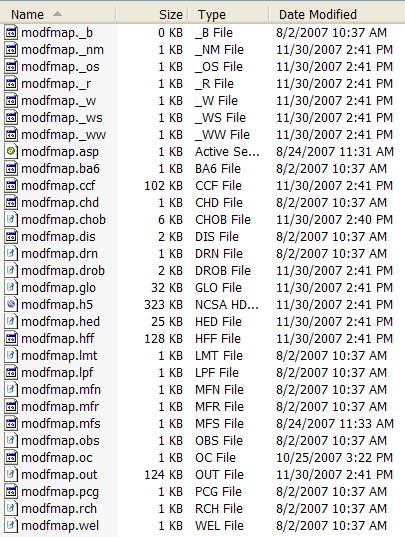 Name Size Type Date Modified
modfmap._b 0 KB _B File 8/2/2007 10:37 AM
modfmap._nm 1 KB _NM File 11/30/2007 2:41 PM
modfmap._os 1 KB _OS File 11/30/2007 2:41 PM
modfmap._r 1 KB _R File 11/30/2007 2:41 PM
modfmap._w 1 KB _W File 11/30/2007 2:41 PM
modfmap._ws 1 KB _WS File 11/30/2007 2:41 PM
modfmap._ww 1 KB _WW File 11/30/2007 2:41 PM
modfmap.asp 1 KB Active Se... 8/24/2007 11:31 AM
modfmap.ba6 1 KB BA6 File 8/2/2007 10:37 AM
modfmap.ccf 102 KB CCF File 11/30/2007 2:41 PM
modfmap.chd 1 KB CHD File 8/2/2007 10:37 AM
modfmap.chob 6 KB CHOB File 11/30/2007 2:40 PM
modfmap.dis 2 KB DIS File 8/2/2007 10:37 AM
modfmap.drn 1 KB DRN File 8/2/2007 10:37 AM
modfmap.drob 2 KB DROB File 11/30/2007 2:41 PM
modfmap.glo 32 KB GLO File 11/30/2007 2:41 PM
modfmap.h5 323 KB NCSA HD... 11/30/2007 2:41 PM
modfmap.hed 25 KB HED File 11/30/2007 2:41 PM
modfmap.hff 128 KB HFF File 11/30/2007 2:41 PM
modfmap.lmt 1 KB LMT File 8/2/2007 10:37 AM
modfmap.lpf 1 KB LPF File 8/2/2007 10:37 AM
modfmap.mfn 1 KB MFN File 8/2/2007 10:37 AM
modfmap.mfr 1 KB MFR File 8/2/2007 10:37 AM
modfmap.mfs 1 KB MFS File 8/24/2007 11:33 AM
modfmap.obs 1 KB OBS File 8/2/2007 10:37 AM
modfmap.oc 1 KB OC File 10/25/2007 3:22 PM
modfmap.out 124 KB OUT File 11/30/2007 2:41 PM
modfmap.pcg 1 KB PCG File 8/2/2007 10:37 AM
modfmap.rch 1 KB RCH File 8/2/2007 10:37 AM
modfmap.wel 1 KB WEL File 8/2/2007 10:37 AM